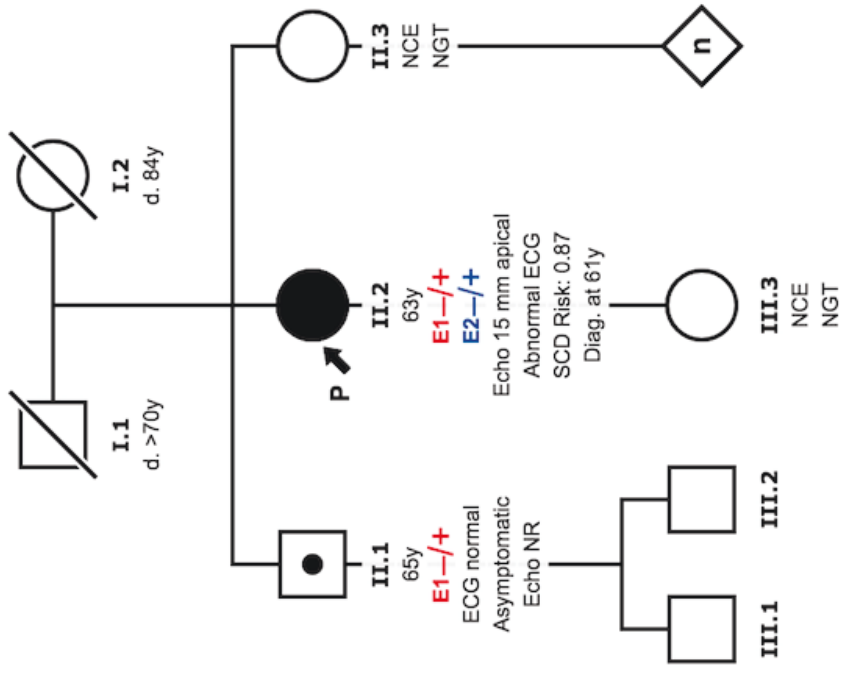 I.1
d. >70y
I.2
d. 84y
P
II.1
65y
E1—/+
ECG normal
Asymptomatic
Echo NR
II.2
63y
E1—/+
E2—/+
Echo 15 mm apical
Abnormal ECG
SCD Risk: 0.87
Diag. at 61y
II.3
NCE
NGT
III.1
III.2
III.3
NCE
NGT
n